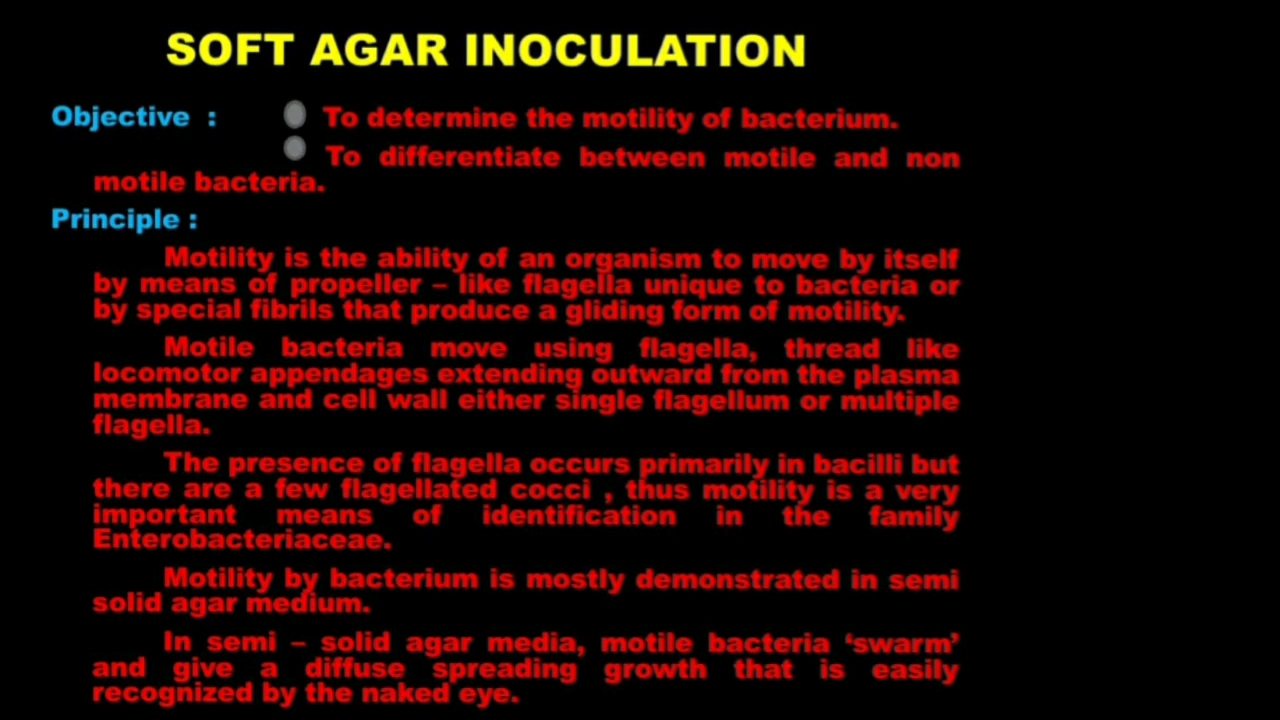 SOFT AGAR INOCULATION
Objective : To determine the motility of bacterium.
To differentiate between motile and non
motile bacteria.
Principle :
Motility is the ability of an organism to move by itself
by means of propeller – like flagella unique to bacteria or
by special fibrils that produce a gliding form of motility.
Motile bacteria move using flagella, thread like
locomotor appendages extending outward from the plasma
membrane and cell wall either single flagellum or multiple
flagella.
The presence of flagella occurs primarily in bacilli but
there are a few flagellated cocci , thus motility is a very
important means of identification in the family
Enterobacteriaceae.
Motility by bacterium is mostly demonstrated in semi
solid agar medium.
In semi – solid agar media, motile bacteria ‘swarm’
and give a diffuse spreading growth that is easily
recognized by the naked eye.